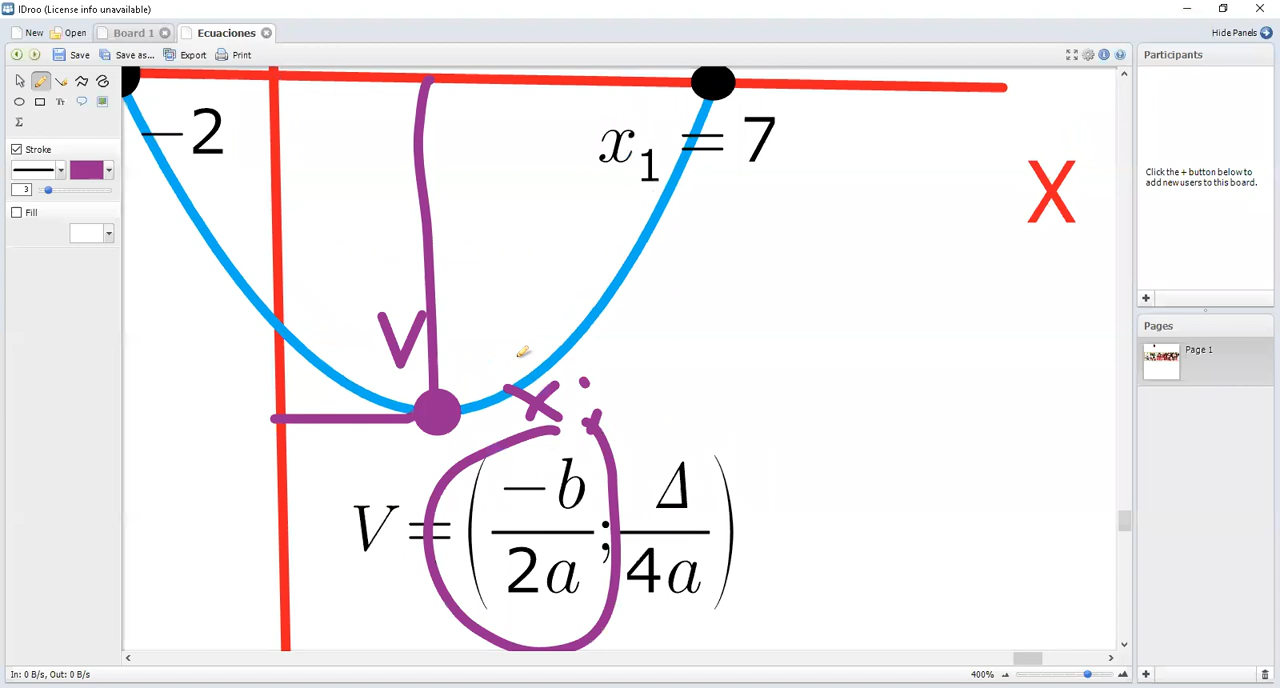 IDroo (License info unavailable)
New Open Board 1 Ecuaciones Hide Panels
Save Save as... Export Print
Participants
Click the + button below to
add new users to this board.
Stroke
3
Fill
-2
x₁ = 7
X
V
x ;
V = (-b/2a ; Δ/4a)
Pages
Page 1
In: 0 B/s, Out: 0 B/s
400%